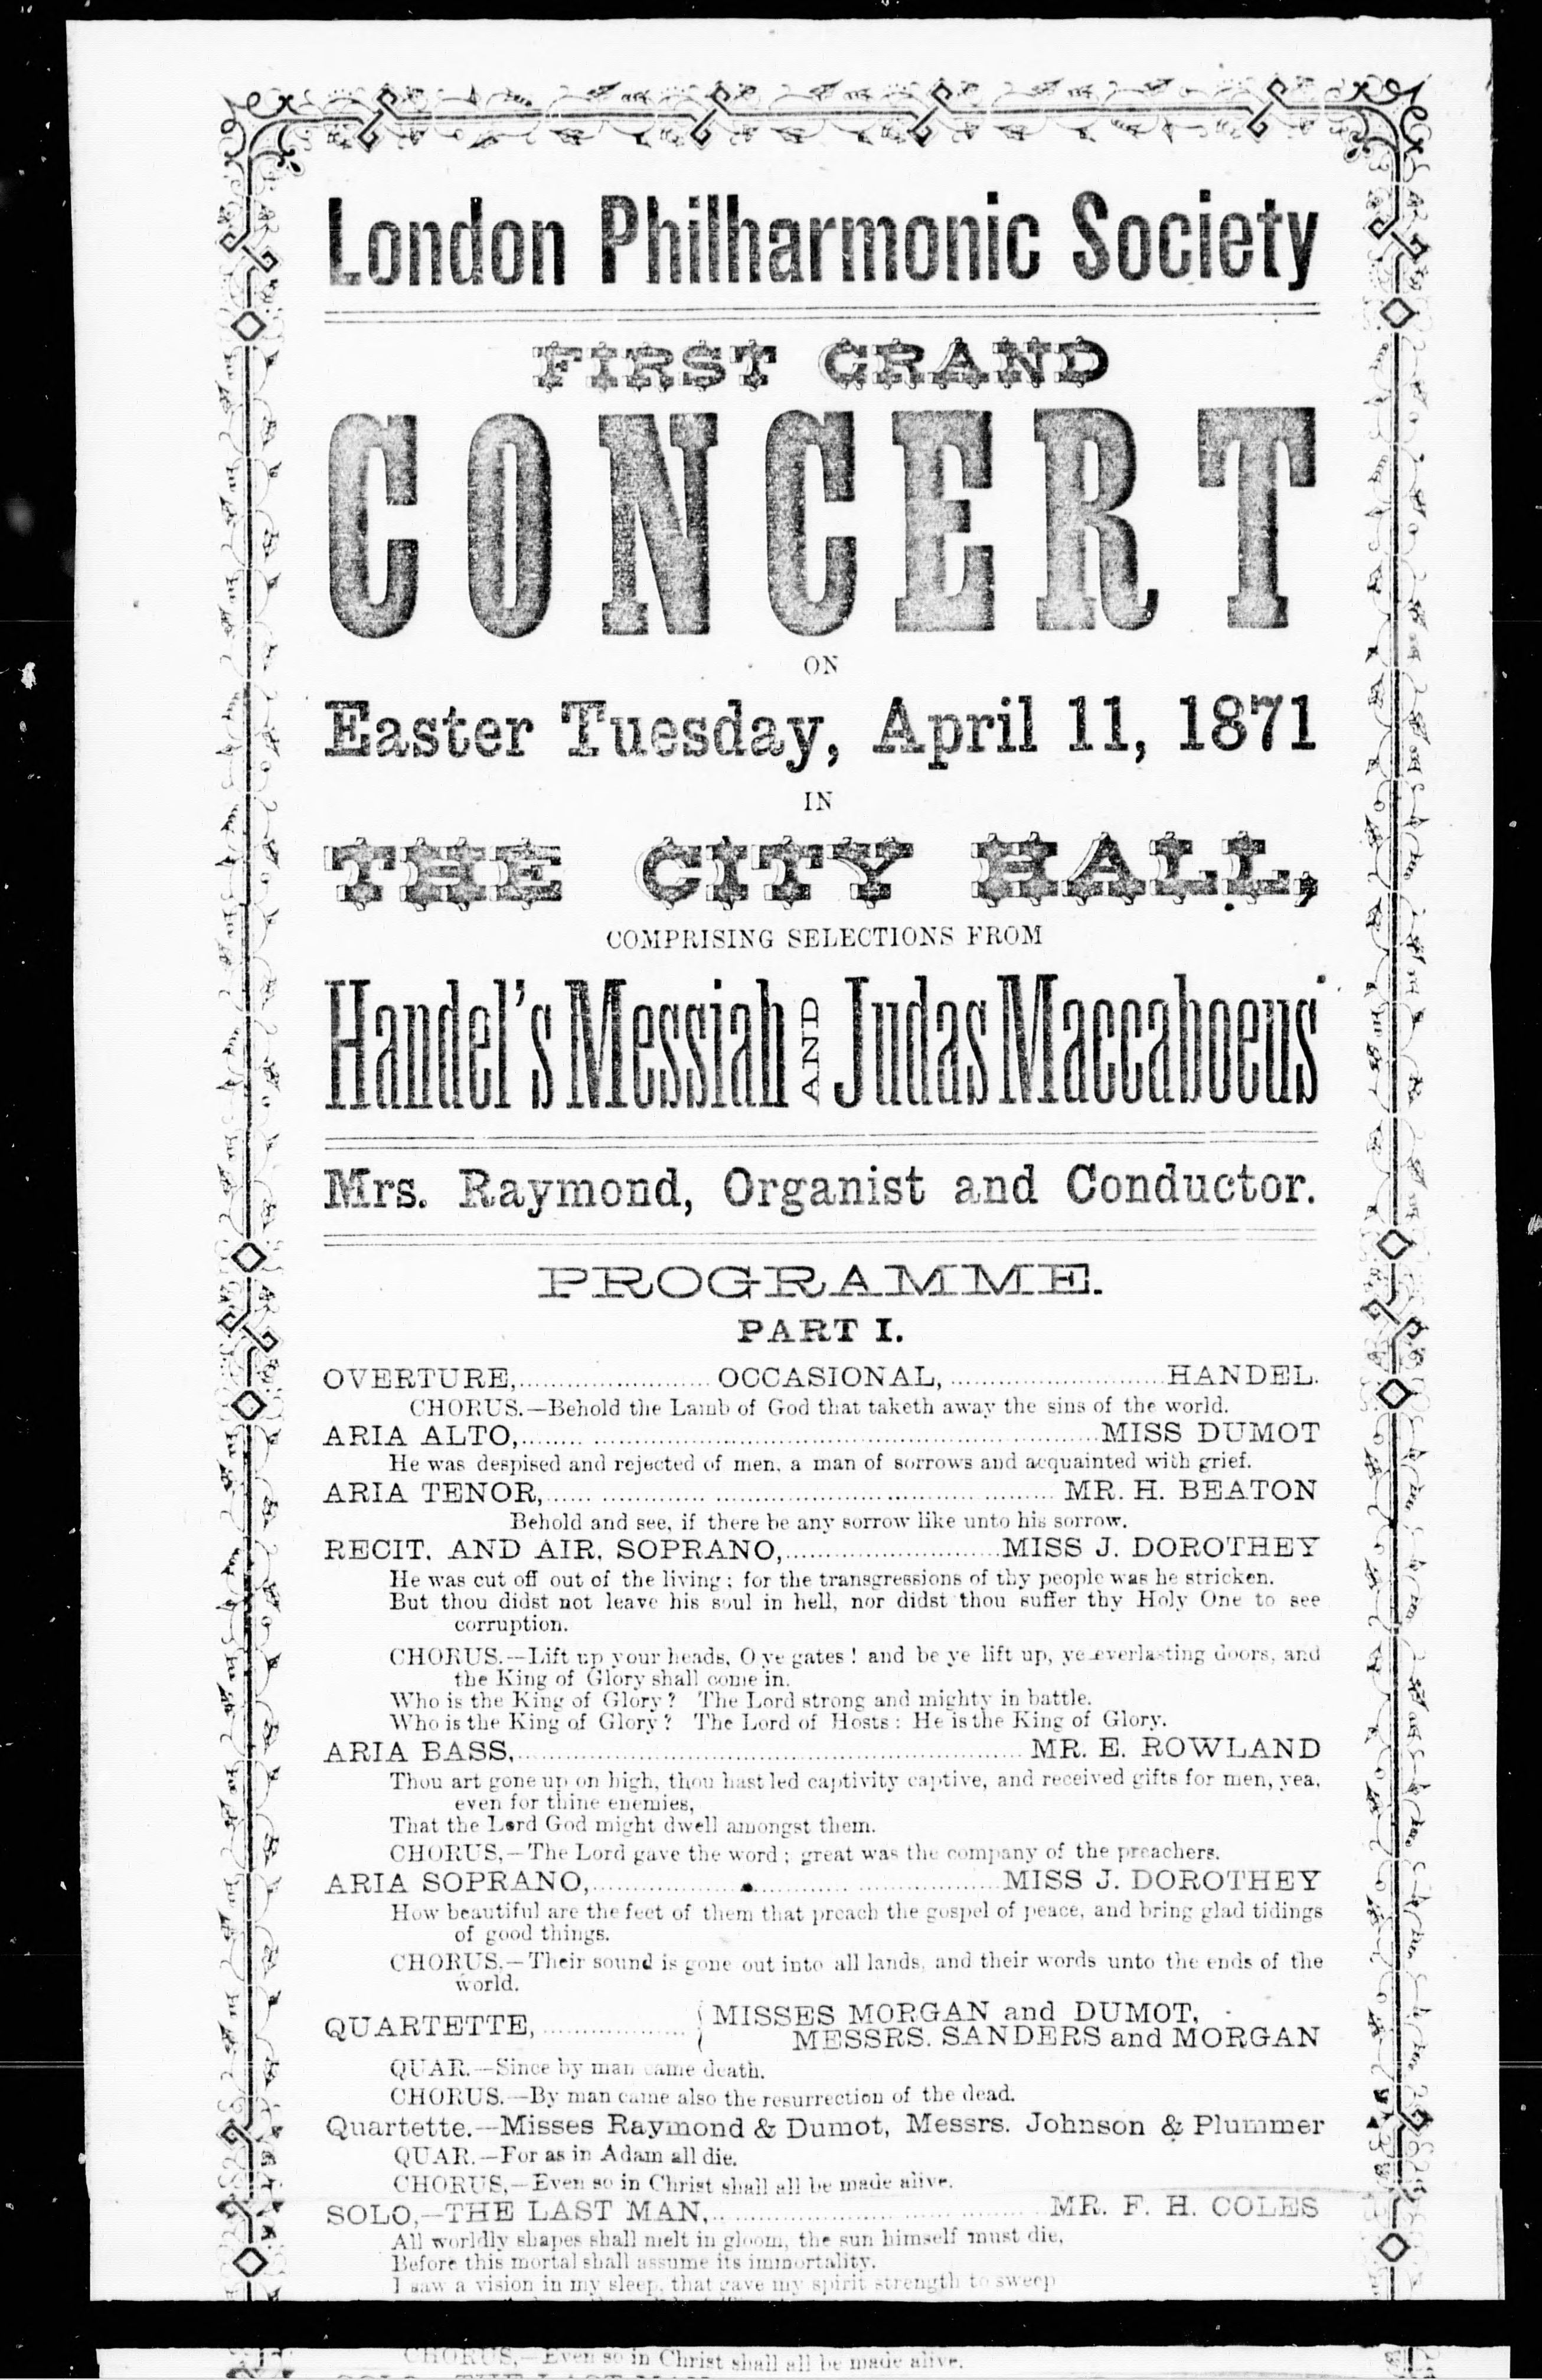 London Philharmonic Society
FIRST GRAND
CONCERT
ON
Easter Tuesday, April 11, 1871
IN
THE CITY HALL,
COMPRISING SELECTIONS FROM
Handel's Messiah AND Judas Maccaboeus
Mrs. Raymond, Organist and Conductor.
PROGRAMME.
PART I.
OVERTURE,..........................OCCASIONAL,.............................HANDEL.
CHORUS.—Behold the Lamb of God that taketh away the sins of the world.
ARIA ALTO,..............................................................MISS DUMOT
He was despised and rejected of men, a man of sorrows and acquainted with grief.
ARIA TENOR,..............................................................MR. H. BEATON
Behold and see, if there be any sorrow like unto his sorrow.
RECIT. AND AIR, SOPRANO,.............................MISS J. DOROTHEY
He was cut off out of the living; for the transgressions of thy people was he stricken.
But thou didst not leave his soul in hell, nor didst thou suffer thy Holy One to see
corruption.
CHORUS.—Lift up your heads, O ye gates! and be ye lift up, ye everlasting doors, and
the King of Glory shall come in.
Who is the King of Glory? The Lord strong and mighty in battle.
Who is the King of Glory? The Lord of Hosts: He is the King of Glory.
ARIA BASS,..............................................................MR. E. ROWLAND
Thou art gone up on high, thou hast led captivity captive, and received gifts for men, yea,
even for thine enemies,
That the Lord God might dwell amongst them.
CHORUS,—The Lord gave the word; great was the company of the preachers.
ARIA SOPRANO,......................................................MISS J. DOROTHEY
How beautiful are the feet of them that preach the gospel of peace, and bring glad tidings
of good things.
CHORUS.—Their sound is gone out into all lands, and their words unto the ends of the
world.
QUARTETTE,.................... { MISSES MORGAN and DUMOT,
MESSRS. SANDERS and MORGAN
QUAR.—Since by man came death.
CHORUS.—By man came also the resurrection of the dead.
Quartette.—Misses Raymond & Dumot, Messrs. Johnson & Plummer
QUAR.—For as in Adam all die.
CHORUS,—Even so in Christ shall all be made alive.
SOLO,—THE LAST MAN,..............................................MR. F. H. COLES
All worldly shapes shall melt in gloom, the sun himself must die,
Before this mortal shall assume its immortality.
I saw a vision in my sleep, that gave my spirit strength to sweep
CHORUS,—Even so in Christ shall all be made alive.